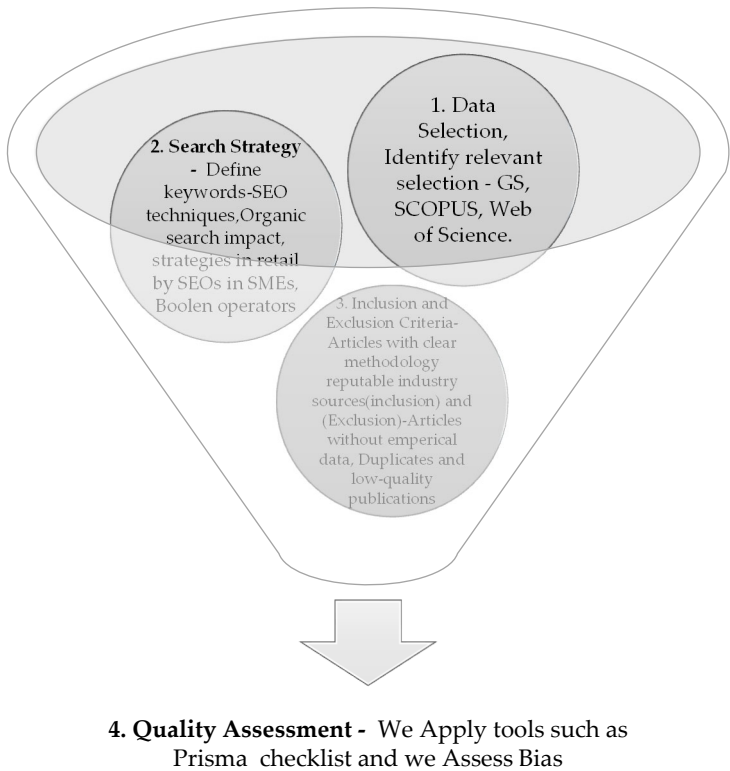 1. Data
Selection,
Identify relevant
selection - GS,
SCOPUS, Web
of Science.
2. Search Strategy
- Define
keywords-SEO
techniques,Organic
search impact,
strategies in retail
by SEOs in SMEs,
Boolen operators
3. Inclusion and
Exclusion Criteria-
Articles with clear
methodology
reputable industry
sources(inclusion) and
(Exclusion)-Articles
without emperical
data, Duplicates and
low-quality
publications
4. Quality Assessment - We Apply tools such as
Prisma checklist and we Assess Bias